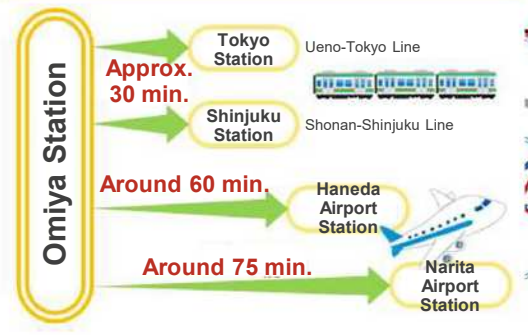 Omiya Station
Tokyo
Station
Ueno-Tokyo Line
Approx.
30 min.
Shinjuku
Station
Shonan-Shinjuku Line
Around 60 min.
Haneda
Airport
Station
Around 75 min.
Narita
Airport
Station